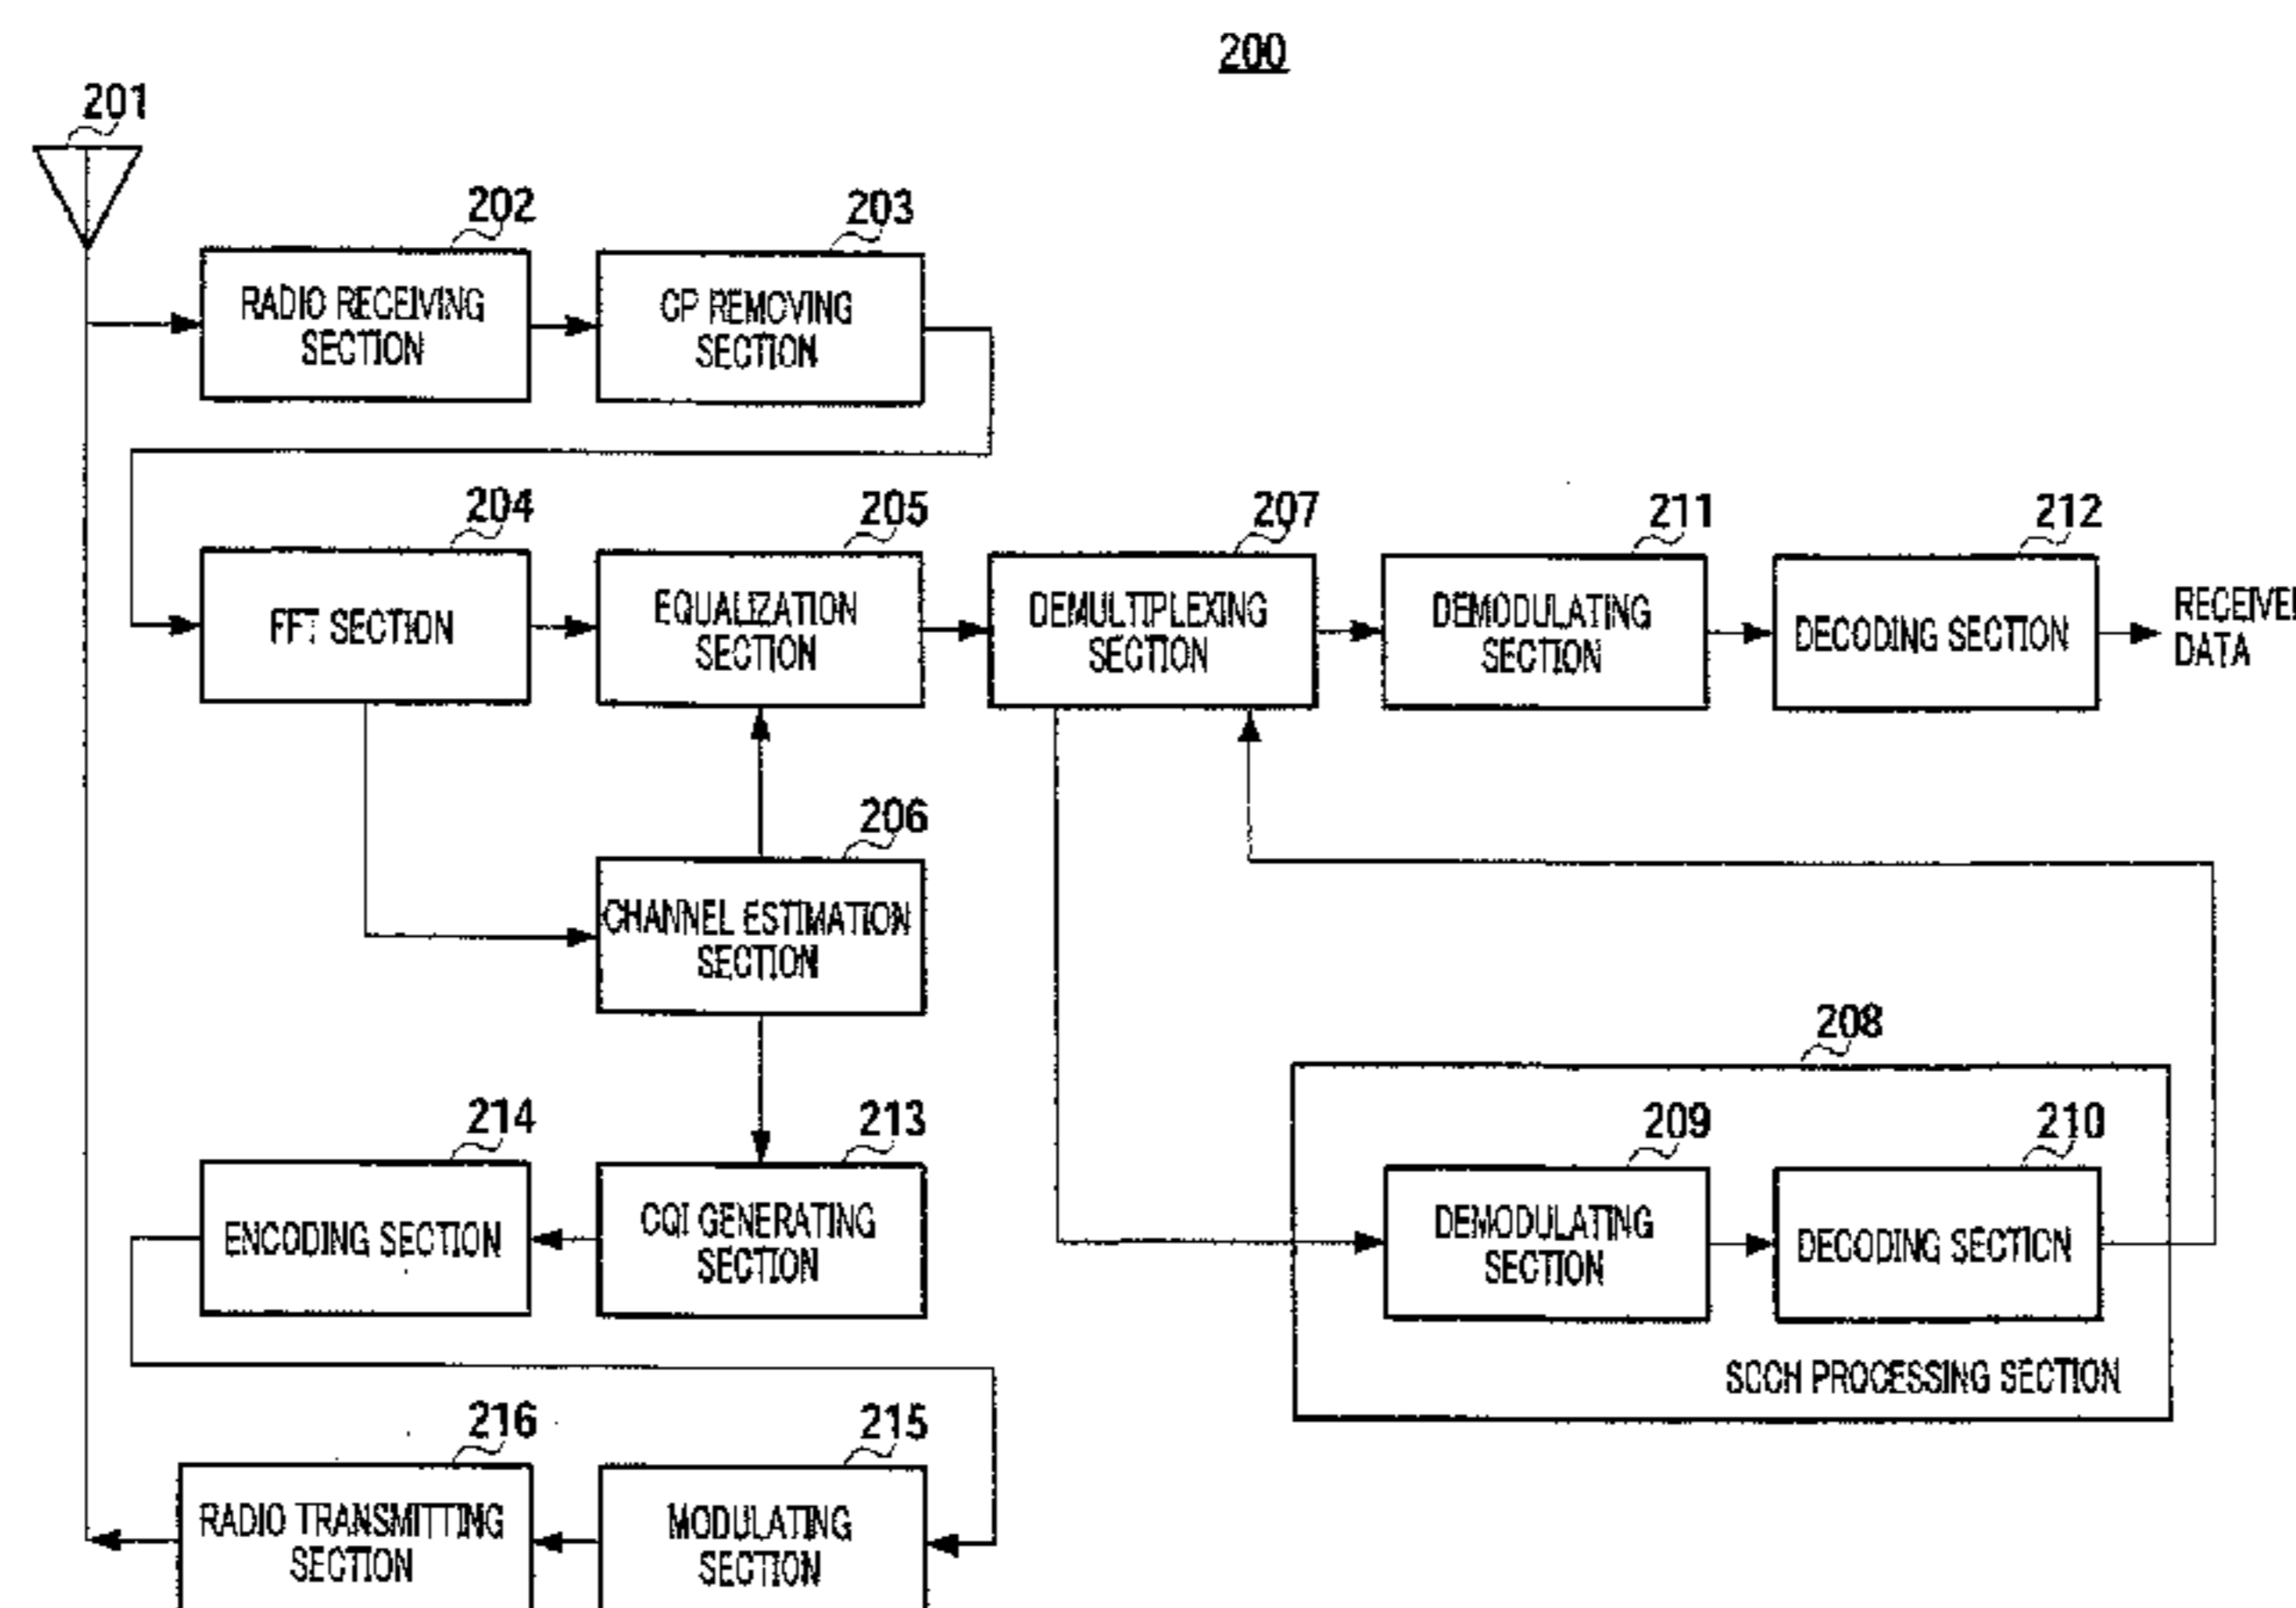 200
201
202
203
RADIO RECEIVING
SECTION
CP REMOVING
SECTION
204
205
207
211
212
FFT SECTION
EQUALIZATION
SECTION
DEMULTIPLEXING
SECTION
DEMODULATING
SECTION
DECODING SECTION
RECEIVE
DATA
206
CHANNEL ESTIMATION
SECTION
208
214
213
209
210
ENCODING SECTION
CQI GENERATING
SECTION
DEMODULATING
SECTION
DECODING SECTION
SCCH PROCESSING SECTION
216
215
RADIO TRANSMITTING
SECTION
MODULATING
SECTION